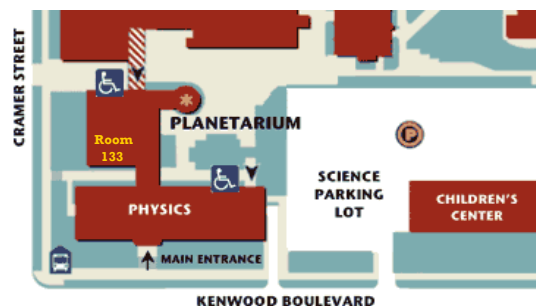 CRAMER STREET
PLANETARIUM
Room
133
SCIENCE
PARKING
LOT
P
CHILDREN'S
CENTER
PHYSICS
MAIN ENTRANCE
KENWOOD BOULEVARD